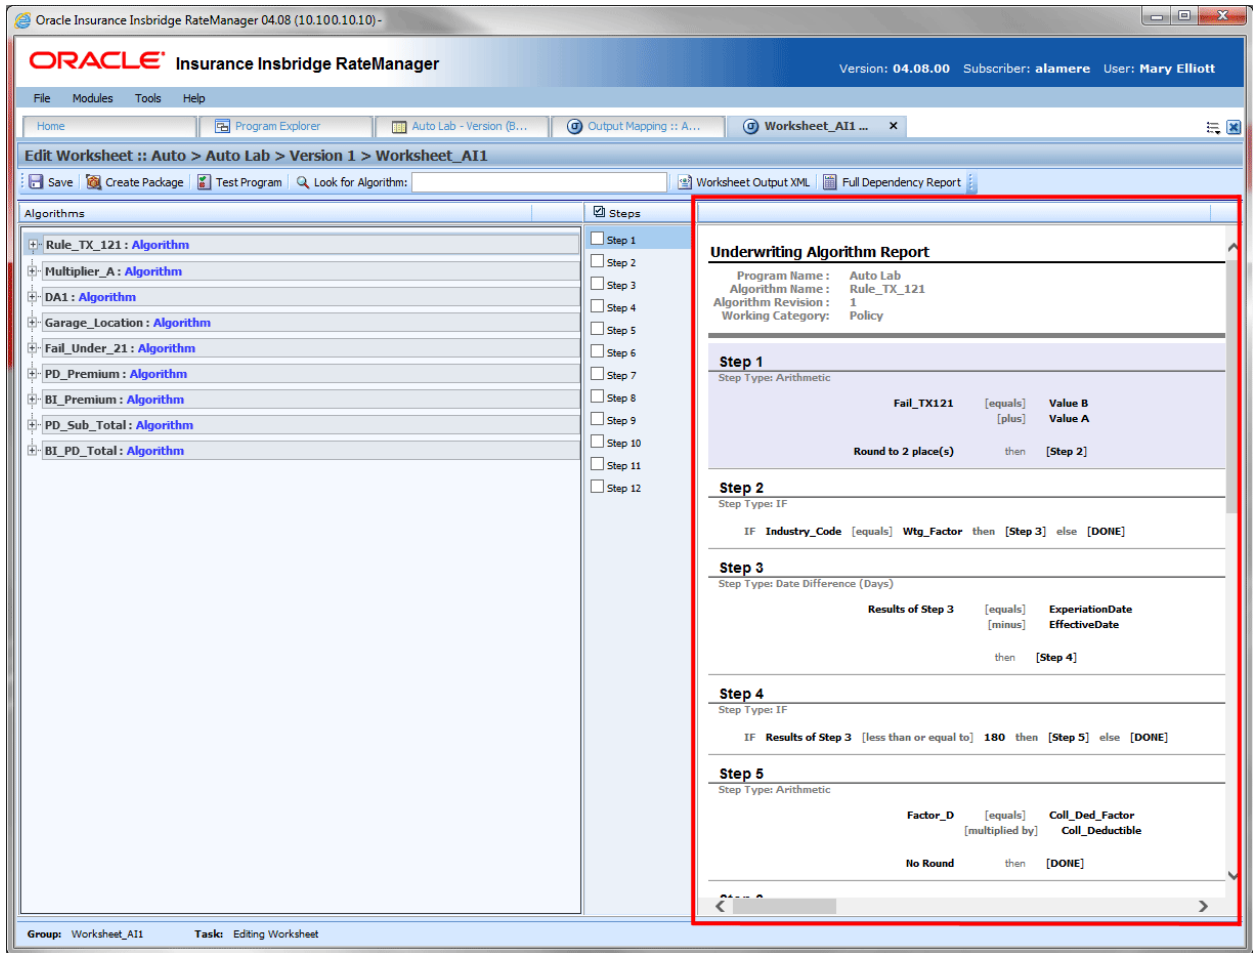 Oracle Insurance Insbridge RateManager 04.08 (10.100.10.10) -
ORACLE Insurance Insbridge RateManager
Version: 04.08.00 Subscriber: alamere User: Mary Elliott
File Modules Tools Help
Home Program Explorer Auto Lab - Version (B... Output Mapping :: A... Worksheet_AI1 ... X
Edit Worksheet :: Auto > Auto Lab > Version 1 > Worksheet_AI1
Save Create Package Test Program Look for Algorithm: Worksheet Output XML Full Dependency Report
Algorithms
Rule_TX_121 : Algorithm
Multiplier_A : Algorithm
DA1 : Algorithm
Garage_Location : Algorithm
Fail_Under_21 : Algorithm
PD_Premium : Algorithm
BI_Premium : Algorithm
PD_Sub_Total : Algorithm
BI_PD_Total : Algorithm
Steps
Step 1
Step 2
Step 3
Step 4
Step 5
Step 6
Step 7
Step 8
Step 9
Step 10
Step 11
Step 12
Underwriting Algorithm Report
Program Name : Auto Lab
Algorithm Name : Rule_TX_121
Algorithm Revision : 1
Working Category: Policy
Step 1
Step Type: Arithmetic
Fail_TX121 [equals] Value B
[plus] Value A
Round to 2 place(s) then [Step 2]
Step 2
Step Type: IF
IF Industry_Code [equals] Wtg_Factor then [Step 3] else [DONE]
Step 3
Step Type: Date Difference (Days)
Results of Step 3 [equals] ExperiationDate
[minus] EffectiveDate
then [Step 4]
Step 4
Step Type: IF
IF Results of Step 3 [less than or equal to] 180 then [Step 5] else [DONE]
Step 5
Step Type: Arithmetic
Factor_D [equals] Coll_Ded_Factor
[multiplied by] Coll_Deductible
No Round then [DONE]
Group: Worksheet_AI1 Task: Editing Worksheet